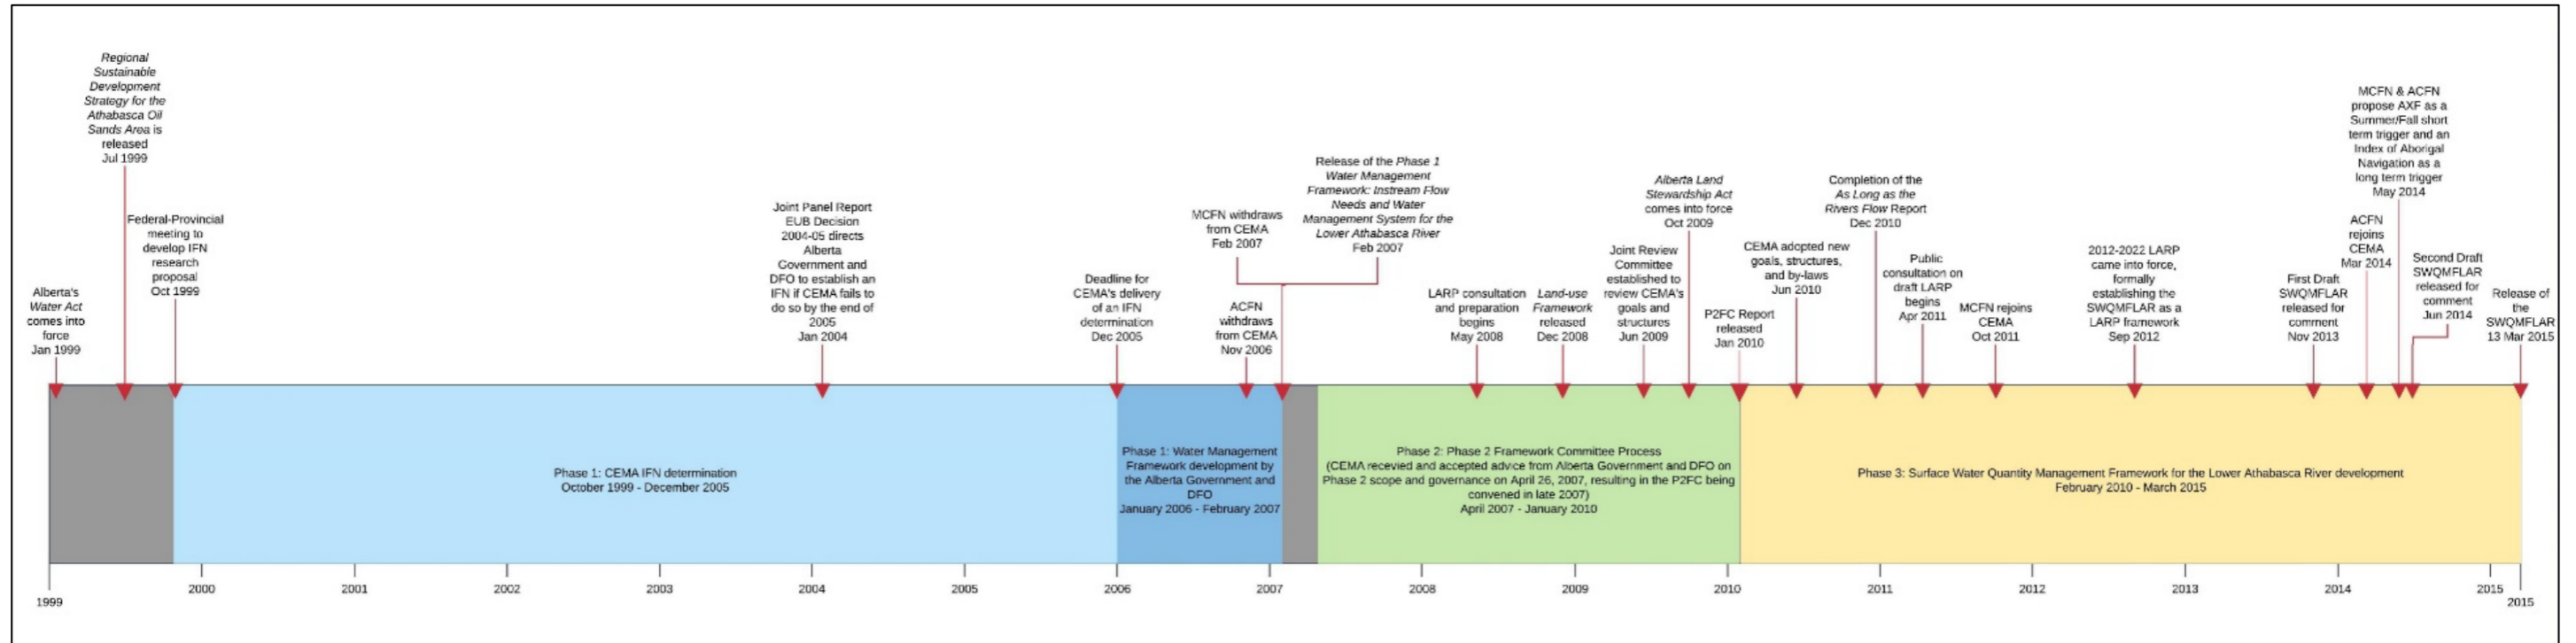 Regional
Sustainable
Development
Strategy for the
Athabasca Oil
Sands Area is
released
Jul 1999
Federal-Provincial
meeting to
develop IFN
research
proposal
Oct 1999
Alberta's
Water Act
comes into
force
Jan 1999
Joint Panel Report
EUB Decision
2004-05 directs
Alberta
Government and
DFO to establish an
IFN if CEMA fails to
do so by the end of
2005
Jan 2004
Deadline for
CEMA's delivery
of an IFN
determination
Dec 2005
MCFN withdraws
from CEMA
Feb 2007
ACFN
withdraws
from CEMA
Nov 2006
Release of the Phase 1
Water Management
Framework: Instream Flow
Needs and Water
Management System for the
Lower Athabasca River
Feb 2007
LARP consultation
and preparation
begins
May 2008
Land-use
Framework
released
Dec 2008
Joint Review
Committee
established to
review CEMA's
goals and
structures
Jun 2009
Alberta Land
Stewardship Act
comes into force
Oct 2009
P2FC Report
released
Jan 2010
CEMA adopted new
goals, structures,
and by-laws
Jun 2010
Completion of the
As Long as the
Rivers Flow Report
Dec 2010
Public
consultation on
draft LARP
begins
Apr 2011
MCFN rejoins
CEMA
Oct 2011
2012-2022 LARP
came into force,
formally
establishing the
SWQMFLAR as a
LARP framework
Sep 2012
First Draft
SWQMFLAR
released for
comment
Nov 2013
ACFN
rejoins
CEMA
Mar 2014
MCFN & ACFN
propose AXF as a
Summer/Fall short
term trigger and an
Index of Aborigal
Navigation as a
long term trigger
May 2014
Second Draft
SWQMFLAR
released for
comment
Jun 2014
Release of
the
SWQMFLAR
13 Mar 2015
Phase 1: CEMA IFN determination
October 1999 - December 2005
Phase 1: Water Management
Framework development by
the Alberta Government and
DFO
January 2006 - February 2007
Phase 2: Phase 2 Framework Committee Process
(CEMA recevied and accepted advice from Alberta Government and DFO on
Phase 2 scope and governance on April 26, 2007, resulting in the P2FC being
convened in late 2007)
April 2007 - January 2010
Phase 3: Surface Water Quantity Management Framework for the Lower Athabasca River development
February 2010 - March 2015
1999
2000
2001
2002
2003
2004
2005
2006
2007
2008
2009
2010
2011
2012
2013
2014
2015
2015